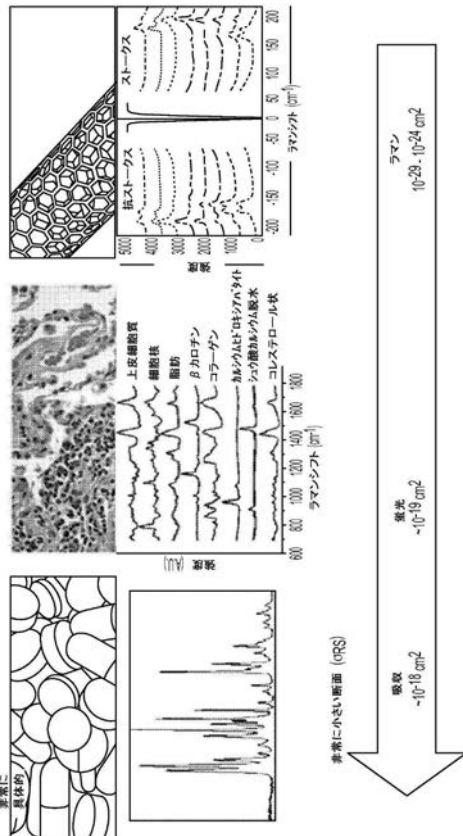 非常に
具体的
強度
(A.U.)
上皮細胞質
細胞核
脂肪
βカロチン
コラーゲン
カルシウムヒドロキシアパタイト
シュウ酸カルシウム脱水
コレステロール状
600 800 1000 1200 1400 1600 1800
ラマンシフト (cm-1)
抗ストークス
ストークス
強度
5000
4000
3000
2000
1000
0
-200 -150 -100 -50 0 50 100 150 200
ラマンシフト (cm-1)
非常に小さい断面 (σRS)
吸収
~10-18 cm2
蛍光
~10-19 cm2
ラマン
10-29 - 10-24 cm2